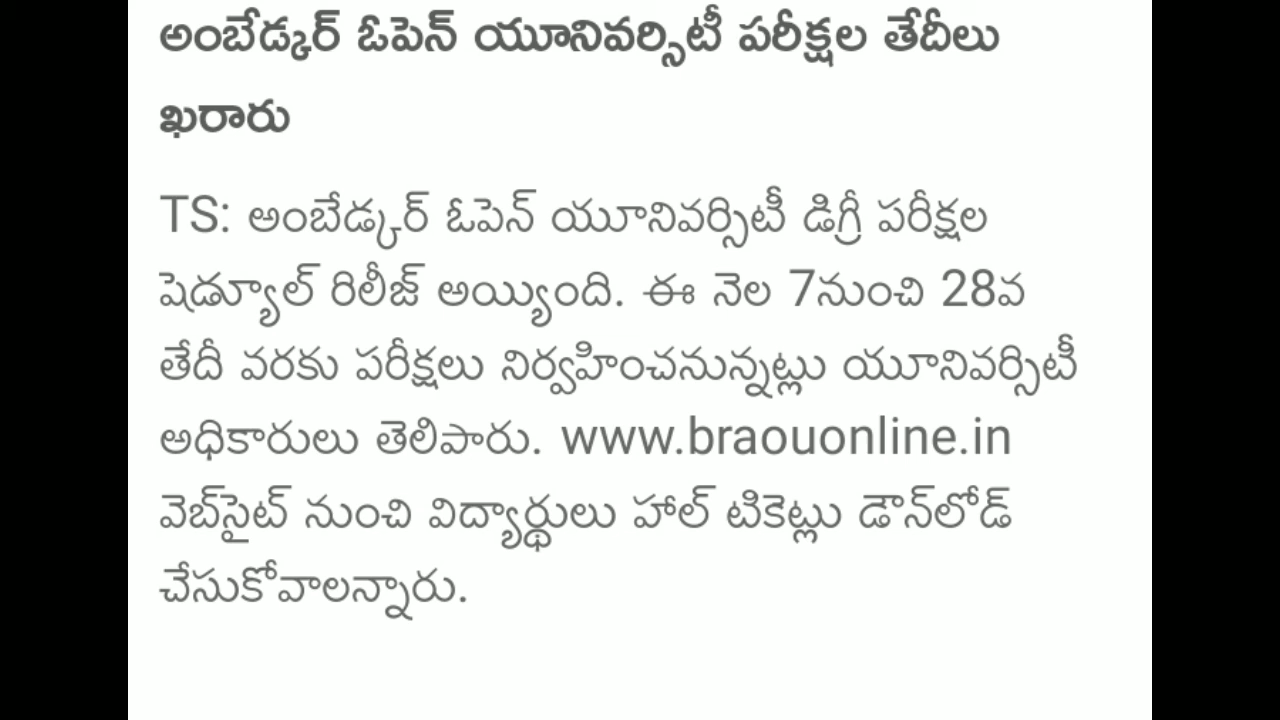 అంబేడ్కర్ ఓపెన్ యూనివర్సిటీ పరీక్షల తేదీలు
ఖరారు
TS: అంబేడ్కర్ ఓపెన్ యూనివర్సిటీ డిగ్రీ పరీక్షల
షెడ్యూల్ రిలీజ్ అయ్యింది. ఈ నెల 7నుంచి 28వ
తేదీ వరకు పరీక్షలు నిర్వహించనున్నట్లు యూనివర్సిటీ
అధికారులు తెలిపారు. www.braouonline.in
వెబ్‌సైట్ నుంచి విద్యార్థులు హాల్ టికెట్లు డౌన్‌లోడ్
చేసుకోవాలన్నారు.